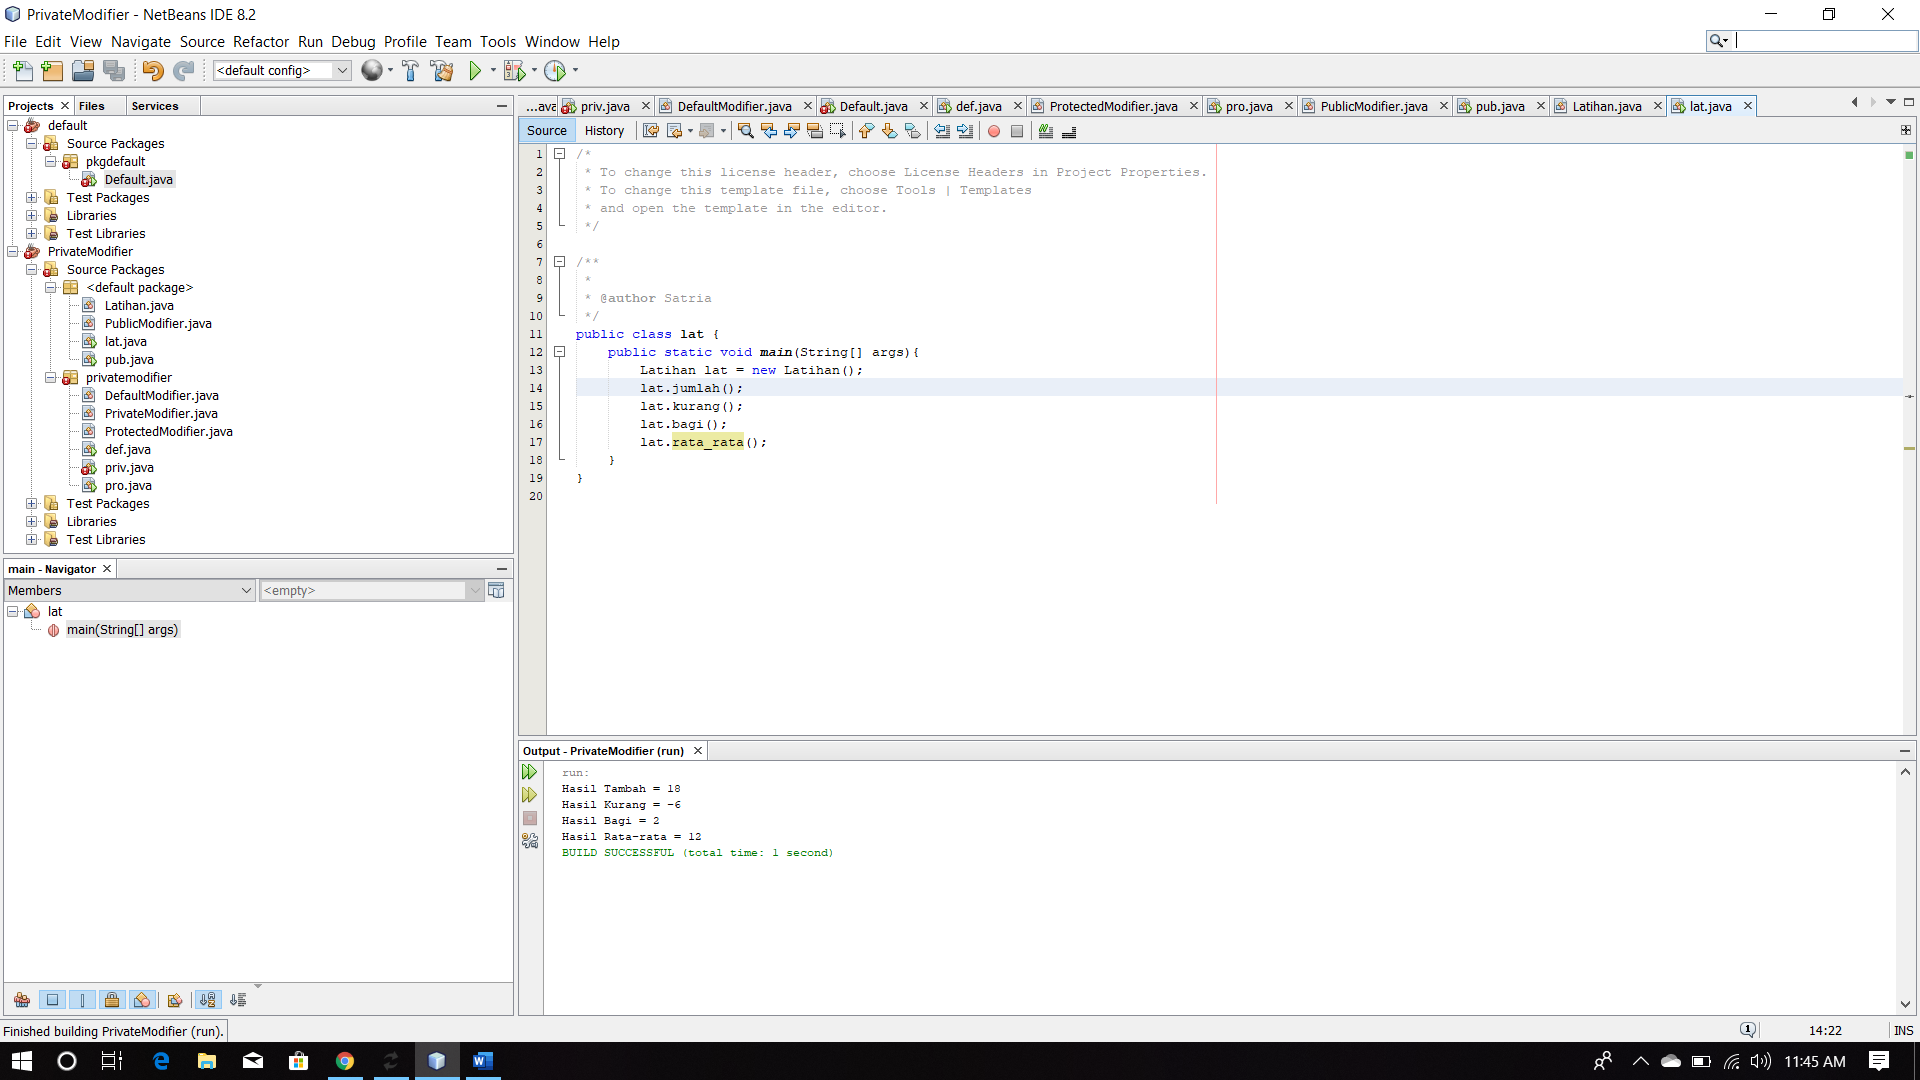 PrivateModifier - NetBeans IDE 8.2
File Edit View Navigate Source Refactor Run Debug Profile Team Tools Window Help
<default config>
Projects Files Services
default
Source Packages
pkgdefault
Default.java
Test Packages
Libraries
Test Libraries
PrivateModifier
Source Packages
<default package>
Latihan.java
PublicModifier.java
lat.java
pub.java
privatemodifier
DefaultModifier.java
PrivateModifier.java
ProtectedModifier.java
def.java
priv.java
pro.java
Test Packages
Libraries
Test Libraries
main - Navigator
Members <empty>
lat
main(String[] args)
...ava priv.java DefaultModifier.java Default.java def.java ProtectedModifier.java pro.java PublicModifier.java pub.java Latihan.java lat.java
Source History
1 /*
2 * To change this license header, choose License Headers in Project Properties.
3 * To change this template file, choose Tools | Templates
4 * and open the template in the editor.
5 */
6
7 /**
8 *
9 * @author Satria
10 */
11 public class lat {
12 public static void main(String[] args){
13 Latihan lat = new Latihan();
14 lat.jumlah();
15 lat.kurang();
16 lat.bagi();
17 lat.rata_rata();
18 }
19 }
20
Output - PrivateModifier (run)
run:
Hasil Tambah = 18
Hasil Kurang = -6
Hasil Bagi = 2
Hasil Rata-rata = 12
BUILD SUCCESSFUL (total time: 1 second)
Finished building PrivateModifier (run).
1 14:22 INS
11:45 AM